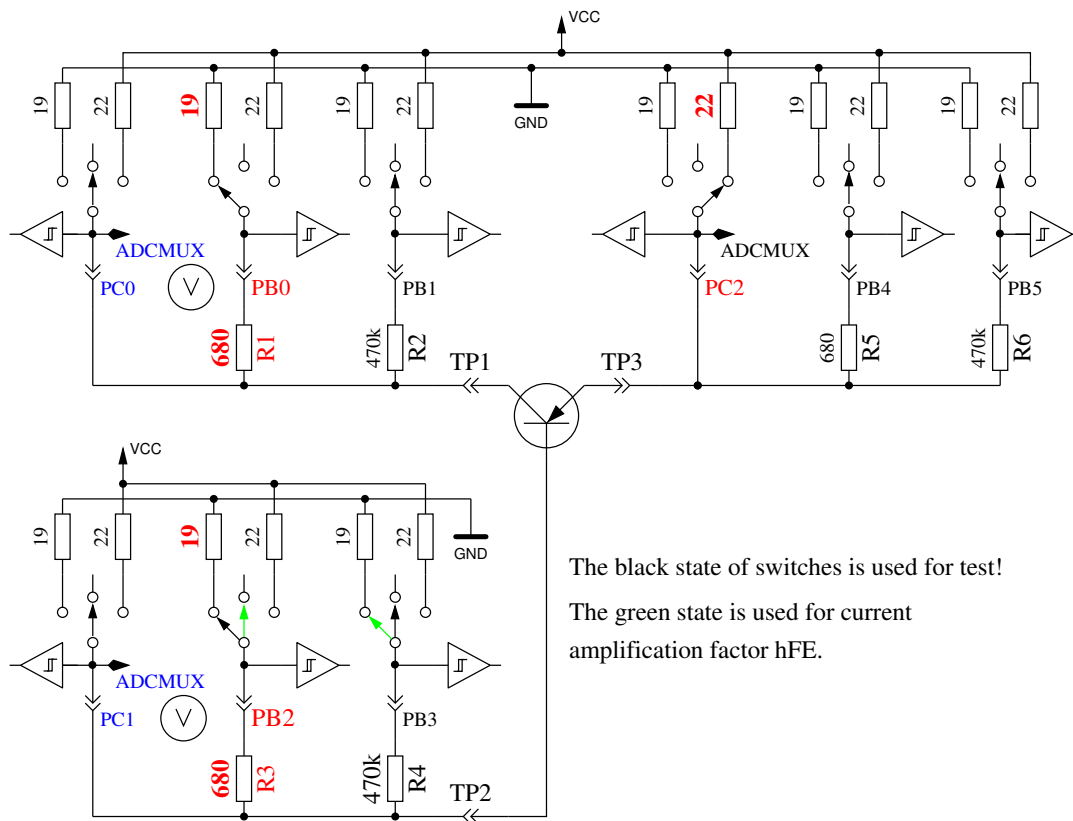 VCC
19
22
19
22
19
22
GND
19
22
19
22
19
22
ADCMUX
ADCMUX
PC0
V
PB0
PB1
PC2
PB4
PB5
680
R1
470k
R2
680
R5
470k
R6
TP1
TP3
VCC
19
22
19
22
19
22
GND
The black state of switches is used for test!
The green state is used for current
amplification factor hFE.
ADCMUX
PC1
V
PB2
PB3
680
R3
470k
R4
TP2